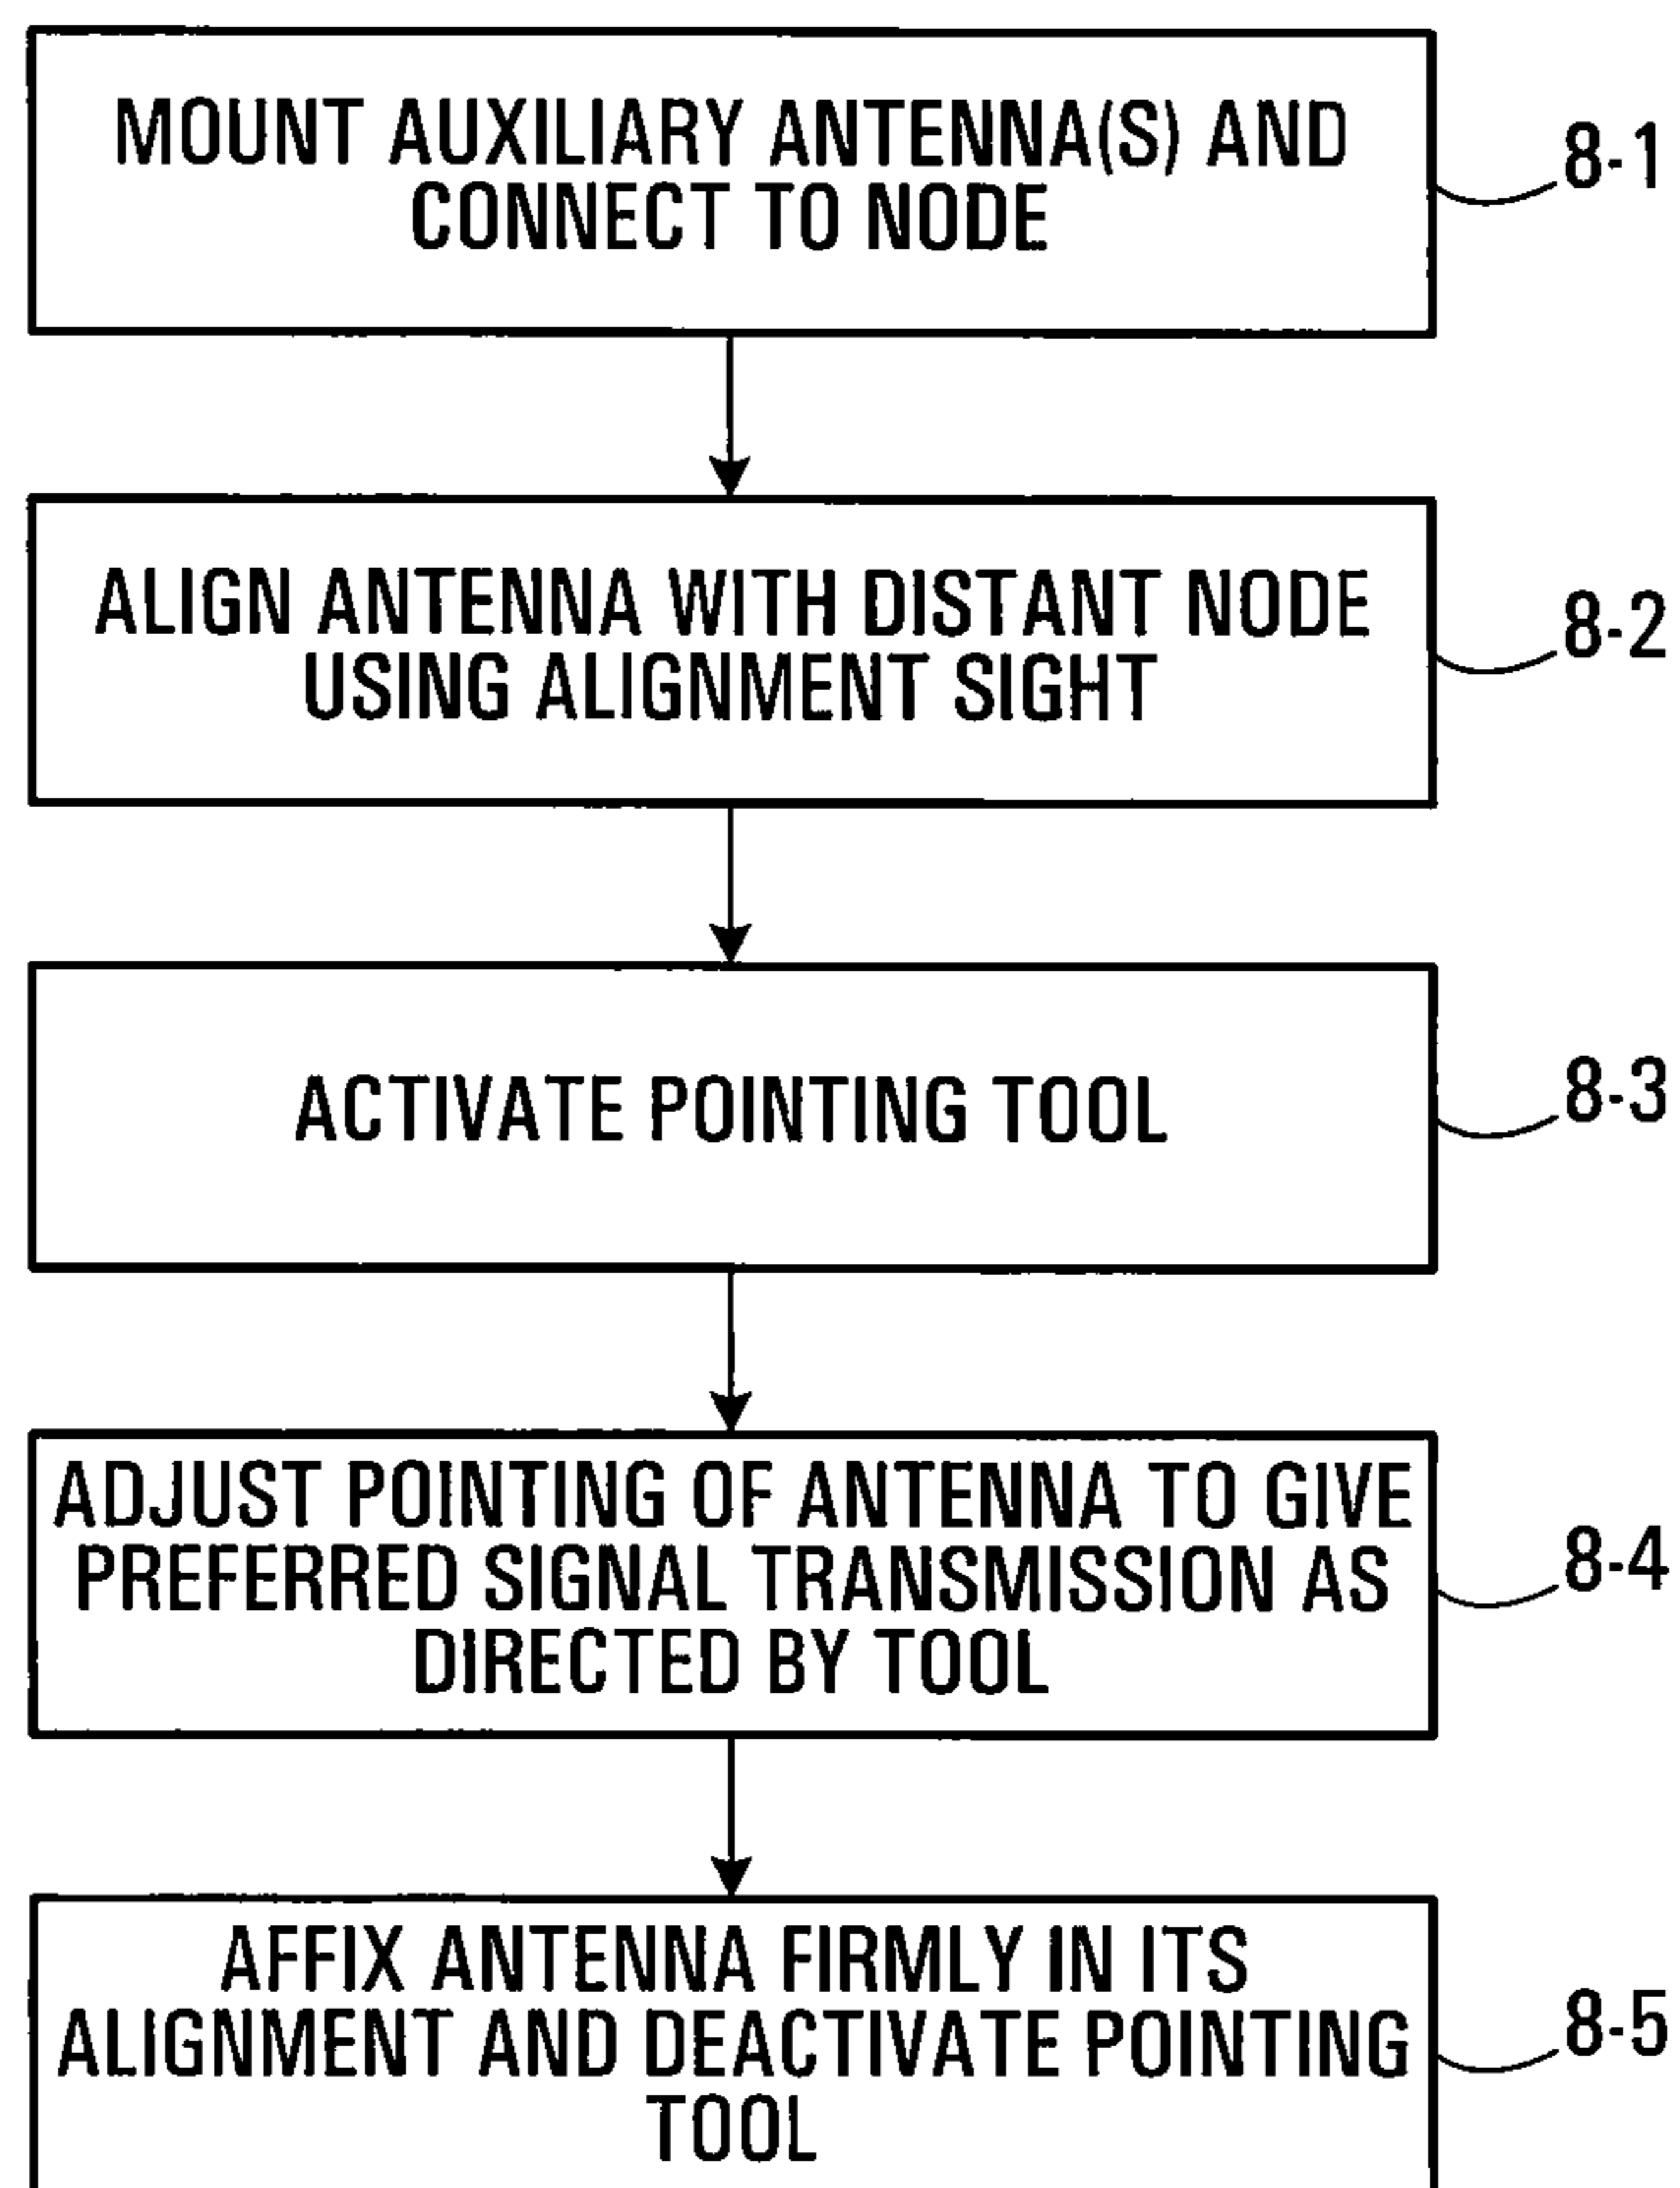 MOUNT AUXILIARY ANTENNA(S) AND
CONNECT TO NODE
8-1
ALIGN ANTENNA WITH DISTANT NODE
USING ALIGNMENT SIGHT
8-2
ACTIVATE POINTING TOOL
8-3
ADJUST POINTING OF ANTENNA TO GIVE
PREFERRED SIGNAL TRANSMISSION AS
DIRECTED BY TOOL
8-4
AFFIX ANTENNA FIRMLY IN ITS
ALIGNMENT AND DEACTIVATE POINTING
TOOL
8-5